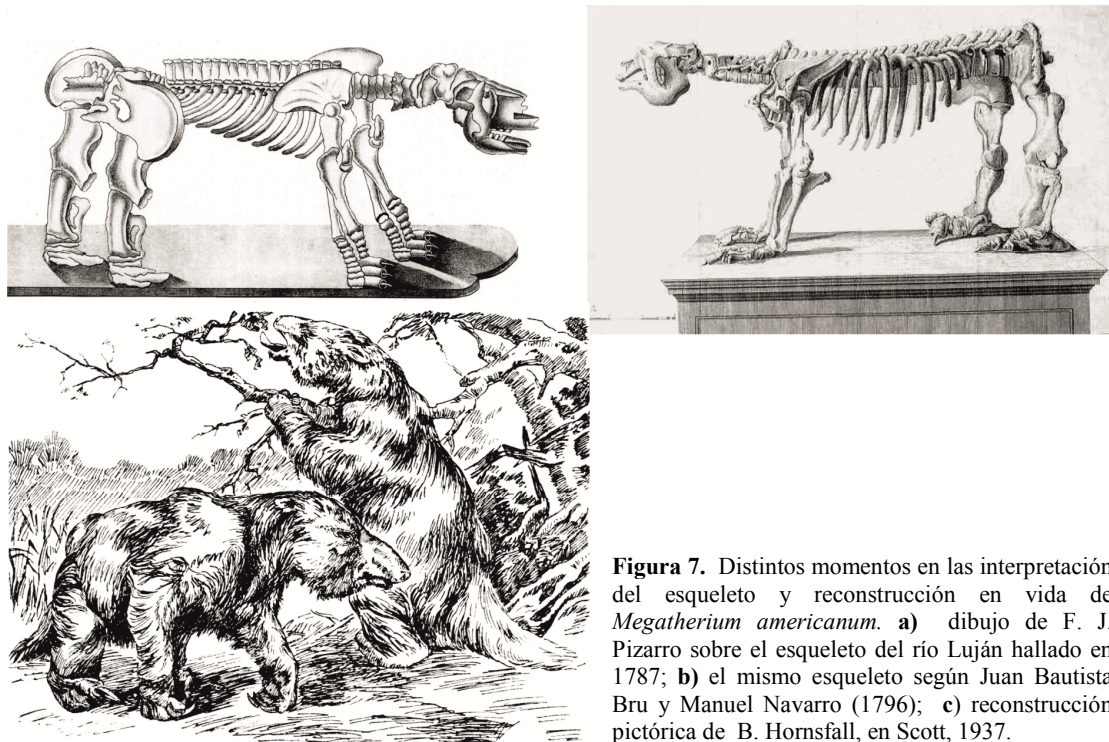 Figura 7. Distintos momentos en las interpretación
del esqueleto y reconstrucción en vida de
Megatherium americanum. a) dibujo de F. J.
Pizarro sobre el esqueleto del río Luján hallado en
1787; b) el mismo esqueleto según Juan Bautista
Bru y Manuel Navarro (1796); c) reconstrucción
pictórica de B. Hornsfall, en Scott, 1937.